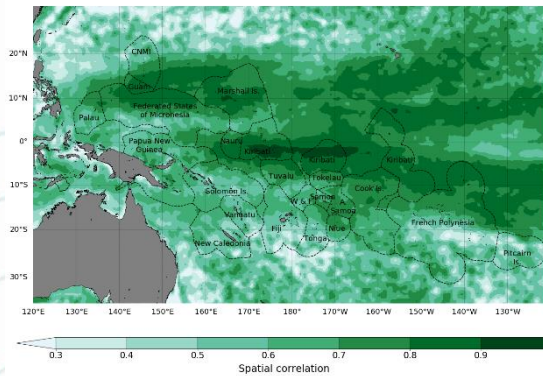 20°N
CNMI
Guam
10°N
Marshall Is.
Federated States
of Micronesia
Palau
0°
Nauru
Papua New
Guinea
Kiribati
Kiribati
Kiribati
Tuvalu
Tokelau
10°S
Solomon Is.
Cook Is.
W & F
Samoa
A.
Samoa
French Polynesia
Vanuatu
20°S
Fiji
Niue
Tonga
New Caledonia
Pitcairn
Is.
30°S
120°E 130°E 140°E 150°E 160°E 170°E 180° 170°W 160°W 150°W 140°W 130°W
0.3 0.4 0.5 0.6 0.7 0.8 0.9
Spatial correlation